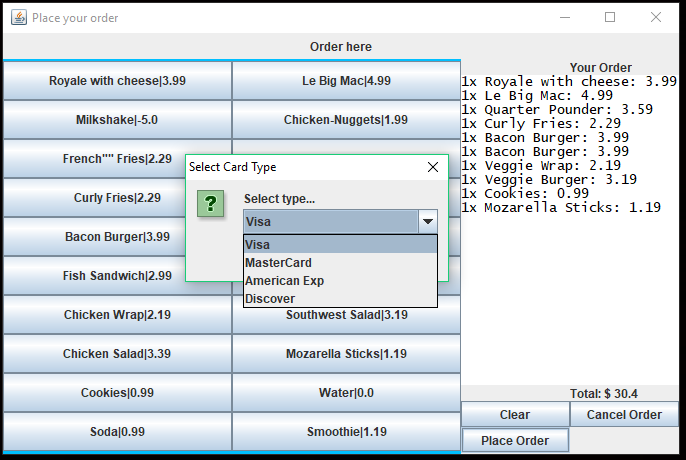 Place your order
Order here
Royale with cheese|3.99
Le Big Mac|4.99
Milkshake|-5.0
Chicken-Nuggets|1.99
French"" Fries|2.29
Curly Fries|2.29
Bacon Burger|3.99
Fish Sandwich|2.99
Chicken Wrap|2.19
Southwest Salad|3.19
Chicken Salad|3.39
Mozarella Sticks|1.19
Cookies|0.99
Water|0.0
Soda|0.99
Smoothie|1.19
Select Card Type
?
Select type...
Visa
Visa
MasterCard
American Exp
Discover
Your Order
1x Royale with cheese: 3.99
1x Le Big Mac: 4.99
1x Quarter Pounder: 3.59
1x Curly Fries: 2.29
1x Bacon Burger: 3.99
1x Bacon Burger: 3.99
1x Veggie Wrap: 2.19
1x Veggie Burger: 3.19
1x Cookies: 0.99
1x Mozarella Sticks: 1.19
Total: $ 30.4
Clear
Cancel Order
Place Order